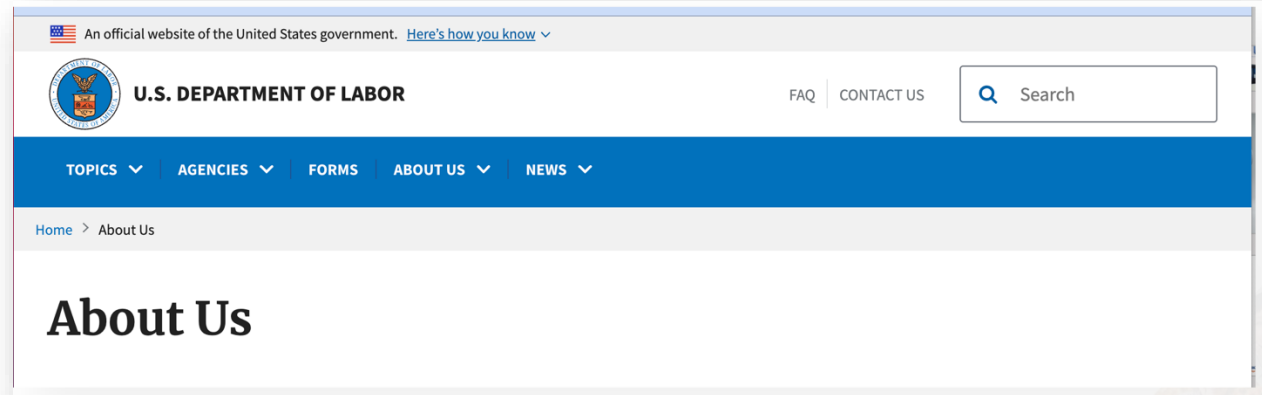 An official website of the United States government. Here's how you know
U.S. DEPARTMENT OF LABOR
FAQ CONTACT US
Search
TOPICS AGENCIES FORMS ABOUT US NEWS
Home > About Us
About Us